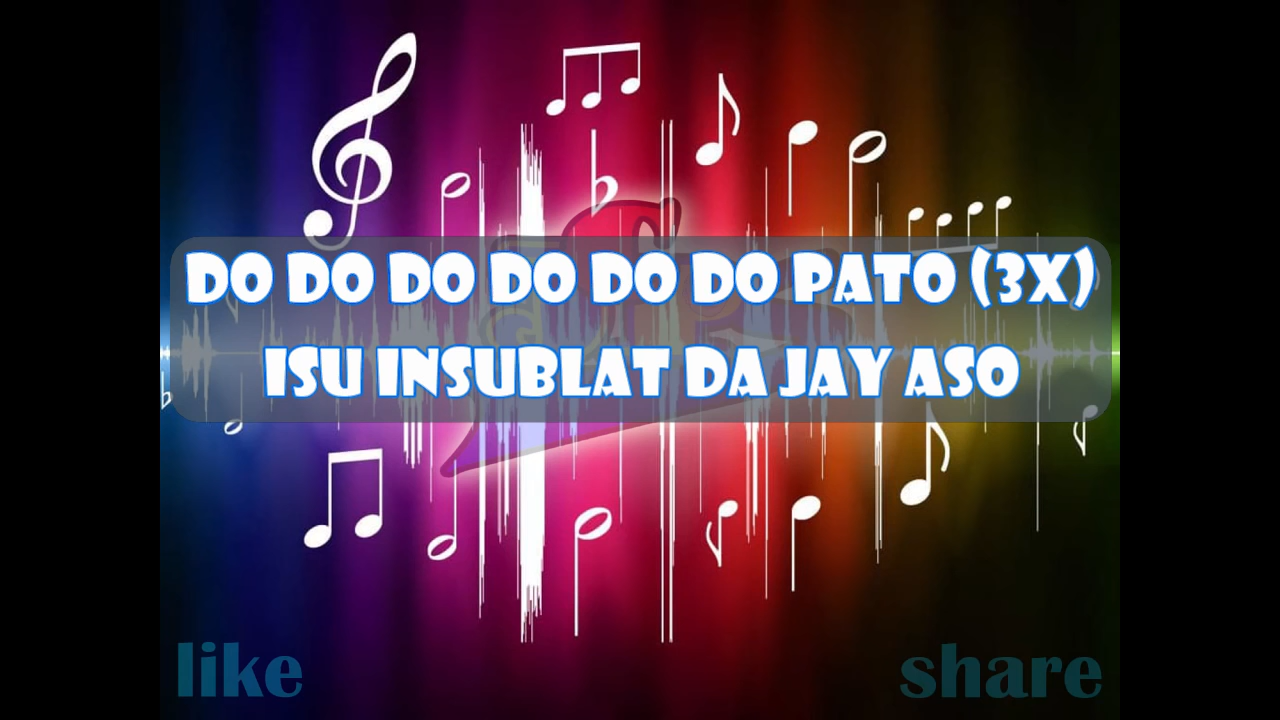 DO DO DO DO DO DO PATO (3X)
ISU INSUBLAT DA JAY ASO
like share